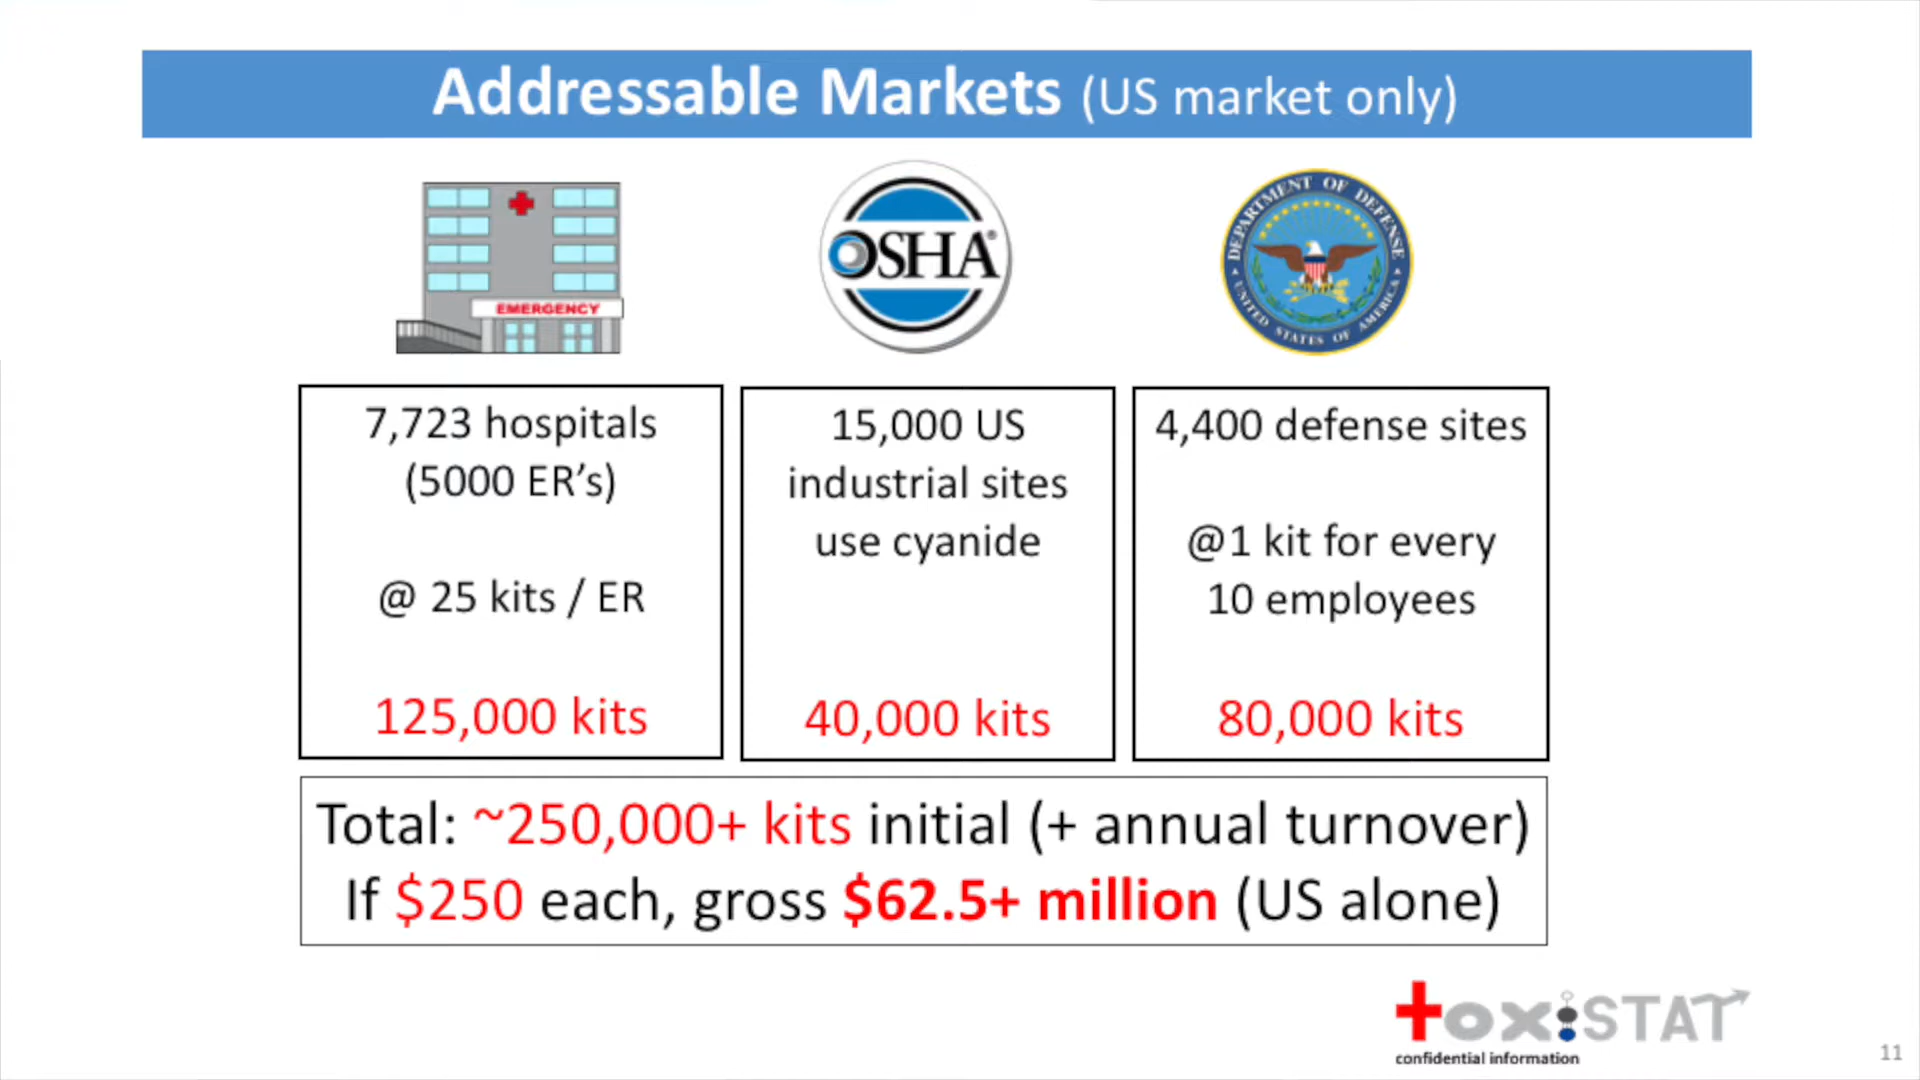 Addressable Markets (US market only)
EMERGENCY
OSHA®
DEPARTMENT OF DEFENSE
UNITED STATES OF AMERICA
7,723 hospitals
(5000 ER’s)
@ 25 kits / ER
125,000 kits
15,000 US
industrial sites
use cyanide
40,000 kits
4,400 defense sites
@1 kit for every
10 employees
80,000 kits
Total: ~250,000+ kits initial (+ annual turnover)
If $250 each, gross $62.5+ million (US alone)
toxiSTAT
confidential information
11